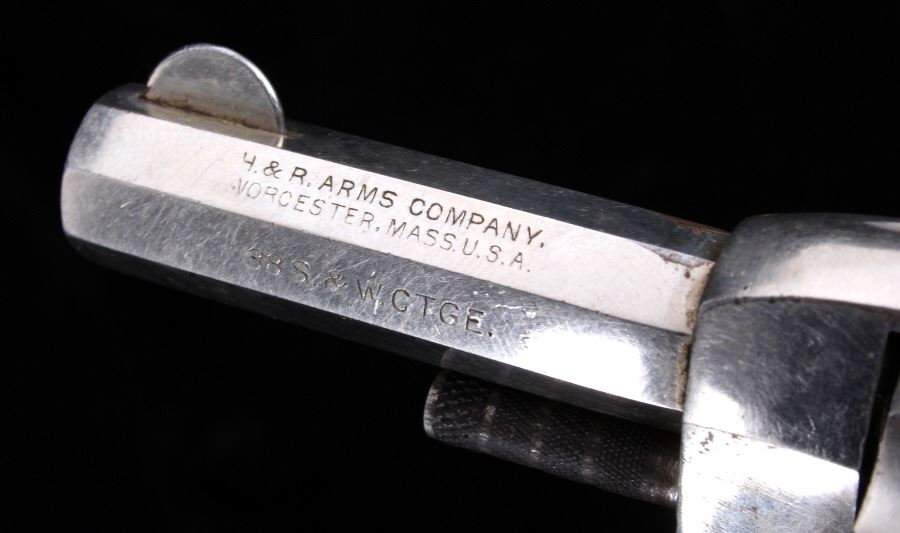 H. & R. ARMS COMPANY.
WORCESTER, MASS. U.S.A.
38 S. & W. CTGE.